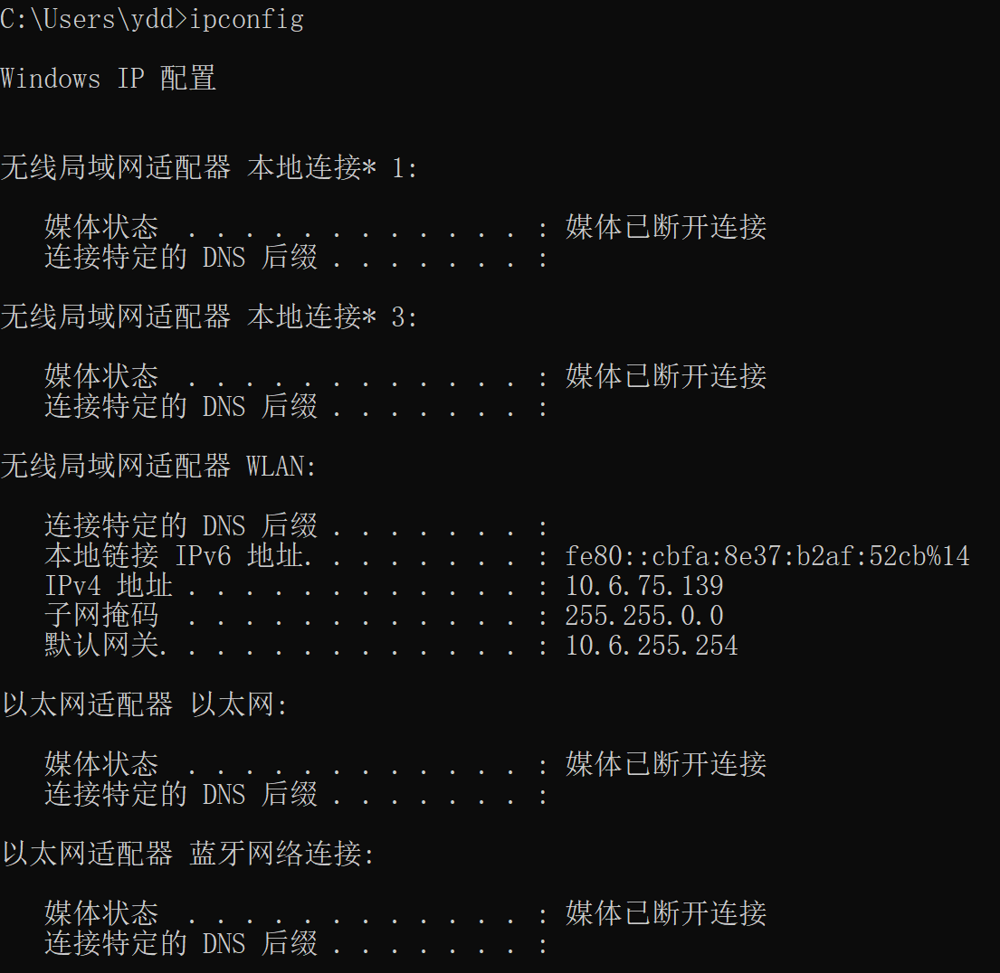 C:\Users\ydd>ipconfig
Windows IP 配置
无线局域网适配器 本地连接* 1:
媒体状态  . . . . . . . . . . . . : 媒体已断开连接
连接特定的 DNS 后缀 . . . . . . . :
无线局域网适配器 本地连接* 3:
媒体状态  . . . . . . . . . . . . : 媒体已断开连接
连接特定的 DNS 后缀 . . . . . . . :
无线局域网适配器 WLAN:
连接特定的 DNS 后缀 . . . . . . . :
本地链接 IPv6 地址. . . . . . . . : fe80::cbfa:8e37:b2af:52cb%14
IPv4 地址 . . . . . . . . . . . . : 10.6.75.139
子网掩码  . . . . . . . . . . . . : 255.255.0.0
默认网关. . . . . . . . . . . . . : 10.6.255.254
以太网适配器 以太网:
媒体状态  . . . . . . . . . . . . : 媒体已断开连接
连接特定的 DNS 后缀 . . . . . . . :
以太网适配器 蓝牙网络连接:
媒体状态  . . . . . . . . . . . . : 媒体已断开连接
连接特定的 DNS 后缀 . . . . . . . :